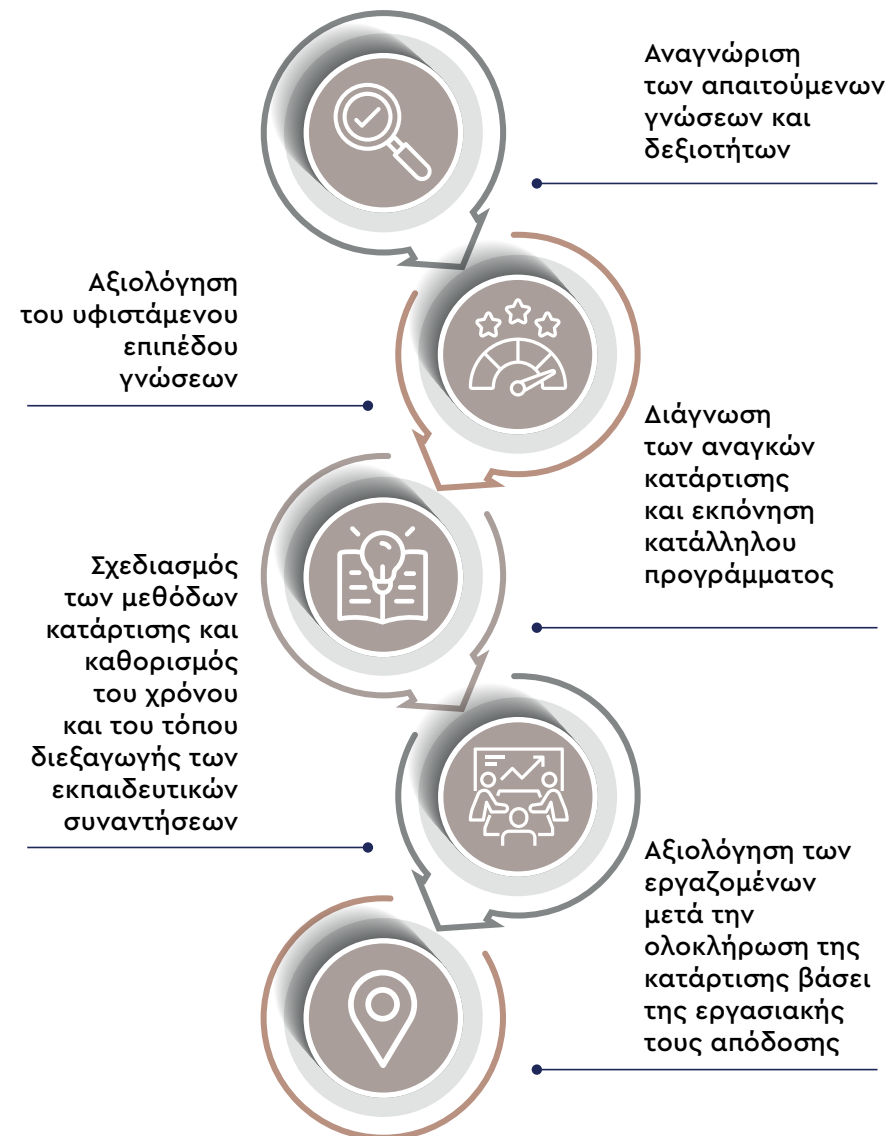 Αναγνώριση
των απαιτούμενων
γνώσεων και
δεξιοτήτων
Αξιολόγηση
του υφιστάμενου
επιπέδου
γνώσεων
Διάγνωση
των αναγκών
κατάρτισης
και εκπόνηση
κατάλληλου
προγράμματος
Σχεδιασμός
των μεθόδων
κατάρτισης και
καθορισμός
του χρόνου
και του τόπου
διεξαγωγής των
εκπαιδευτικών
συναντήσεων
Αξιολόγηση των
εργαζομένων
μετά την
ολοκλήρωση της
κατάρτισης βάσει
της εργασιακής
τους απόδοσης